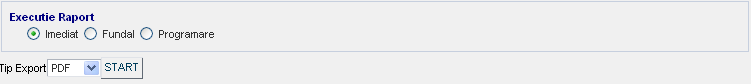 Executie Raport
Imediat Fundal Programare
Tip Export PDF START